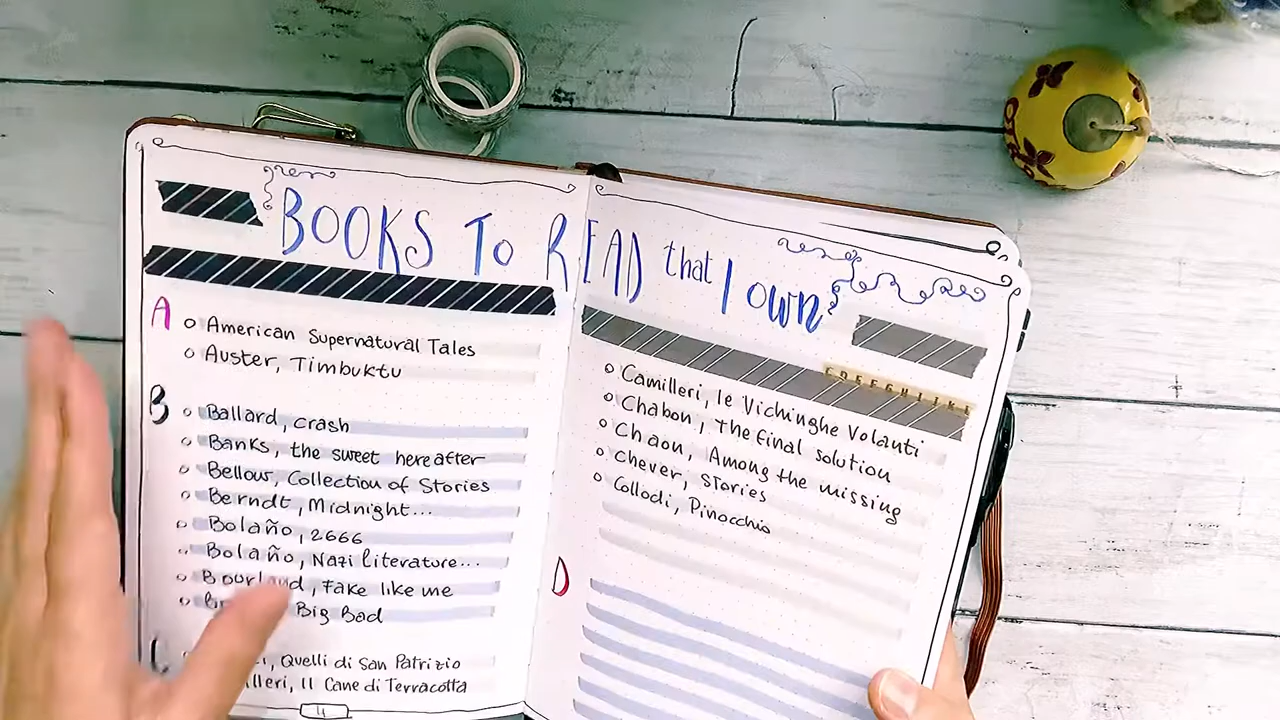 BOOKS TO READ that I own
A
American Supernatural Tales
Auster, Timbuktu
B
Ballard, crash
Banks, the sweet hereafter
Bellow, Collection of Stories
Berndt, Midnight...
Bolaño, 2666
Bolaño, Nazi literature...
Bourland, Fake like me
Big Bad
C
Quelli di San Patrizio
lleri, Il Cane di Terracotta
11
Camilleri, le Vichinghe Volanti
Chabon, the final solution
Chaon, Among the missing
Chever, stories
Collodi, Pinocchio
D